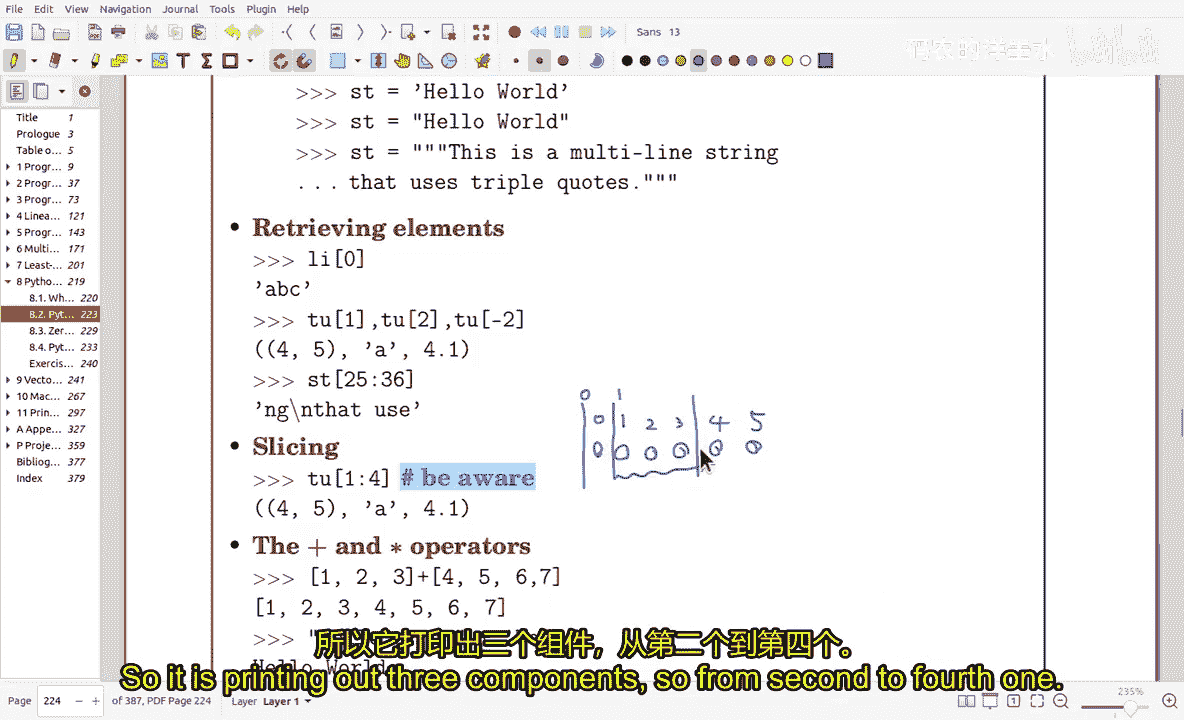 File Edit View Navigation Journal Tools Plugin Help
Sans 13
Title 1
Prologue 3
Table o... 5
1 Progr... 9
2 Progr... 37
3 Progr... 73
4 Linea... 121
5 Progr... 143
6 Multi... 171
7 Least-... 201
8 Pytho... 219
8.1. Wh... 220
8.2. Pyt... 223
8.3. Zer... 229
8.4. Pyt... 233
Exercis... 240
9 Vecto... 241
10 Mac... 267
11 Prin... 297
A Appe... 327
P Proje... 359
Bibliog... 377
Index 379
>>> st = ’Hello World’
>>> st = "Hello World"
>>> st = """This is a multi-line string
... that uses triple quotes."""
• Retrieving elements
>>> li[0]
’abc’
>>> tu[1],tu[2],tu[-2]
((4, 5), ’a’, 4.1)
>>> st[25:36]
’ng\nthat use’
• Slicing
>>> tu[1:4] # be aware
((4, 5), ’a’, 4.1)
0 1
0 1 2 3 4 5
0 0 0 0 0 0
• The + and * operators
>>> [1, 2, 3]+[4, 5, 6,7]
[1, 2, 3, 4, 5, 6, 7]
>>>
Hello World
所以它打印出三个组件，从第二个到第四个。
So it is printing out three components, so from second to fourth one.
Page 224 of 387, PDF Page 224 Layer Layer 1
235%